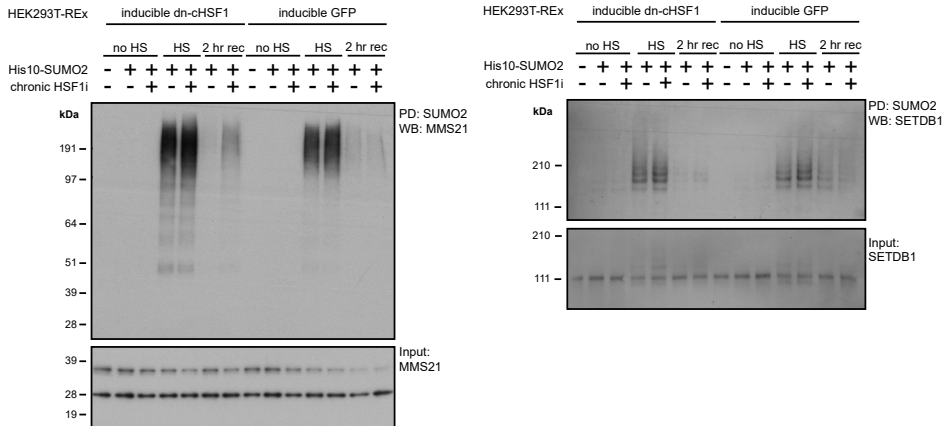 HEK293T-REx inducible dn-cHSF1 inducible GFP
no HS HS 2 hr rec no HS HS 2 hr rec
His10-SUMO2 - + + + + + + - + + + + + +
chronic HSF1i + + + + + +
kDa
PD: SUMO2
WB: MMS21
191
97
64
51
39
28
Input:
MMS21
39
28
19
HEK293T-REx inducible dn-cHSF1 inducible GFP
no HS HS 2 hr rec no HS HS 2 hr rec
His10-SUMO2 - + + + + + + - + + + + + +
chronic HSF1i + + + + + +
kDa
PD: SUMO2
WB: SETDB1
210
111
Input:
SETDB1
210
111